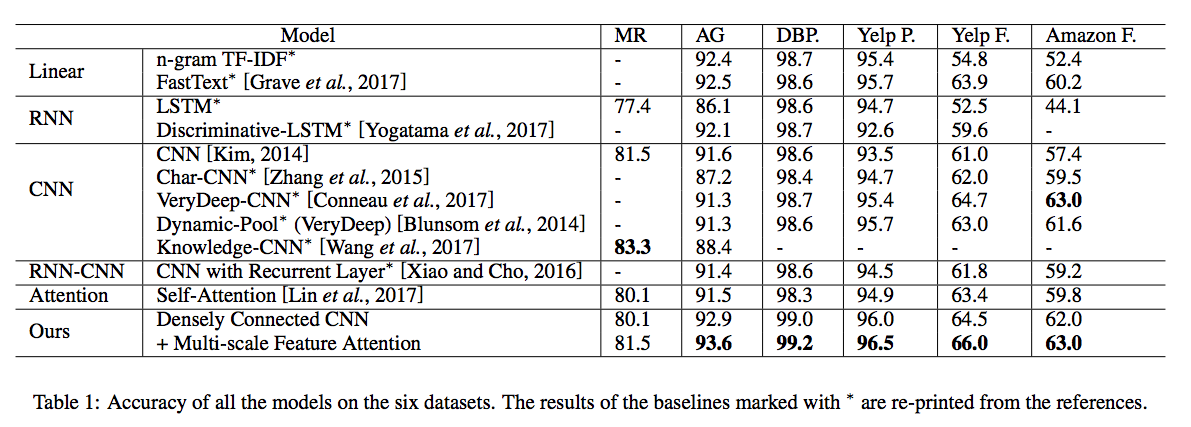 Model MR AG DBP. Yelp P. Yelp F. Amazon F.
Linear n-gram TF-IDF* - 92.4 98.7 95.4 54.8 52.4
FastText* [Grave et al., 2017] - 92.5 98.6 95.7 63.9 60.2
RNN LSTM* 77.4 86.1 98.6 94.7 52.5 44.1
Discriminative-LSTM* [Yogatama et al., 2017] - 92.1 98.7 92.6 59.6 -
CNN CNN [Kim, 2014] 81.5 91.6 98.6 93.5 61.0 57.4
Char-CNN* [Zhang et al., 2015] - 87.2 98.4 94.7 62.0 59.5
VeryDeep-CNN* [Conneau et al., 2017] - 91.3 98.7 95.4 64.7 63.0
Dynamic-Pool* (VeryDeep) [Blunsom et al., 2014] - 91.3 98.6 95.7 63.0 61.6
Knowledge-CNN* [Wang et al., 2017] 83.3 88.4 - - - -
RNN-CNN CNN with Recurrent Layer* [Xiao and Cho, 2016] - 91.4 98.6 94.5 61.8 59.2
Attention Self-Attention [Lin et al., 2017] 80.1 91.5 98.3 94.9 63.4 59.8
Ours Densely Connected CNN 80.1 92.9 99.0 96.0 64.5 62.0
+ Multi-scale Feature Attention 81.5 93.6 99.2 96.5 66.0 63.0
Table 1: Accuracy of all the models on the six datasets. The results of the baselines marked with * are re-printed from the references.